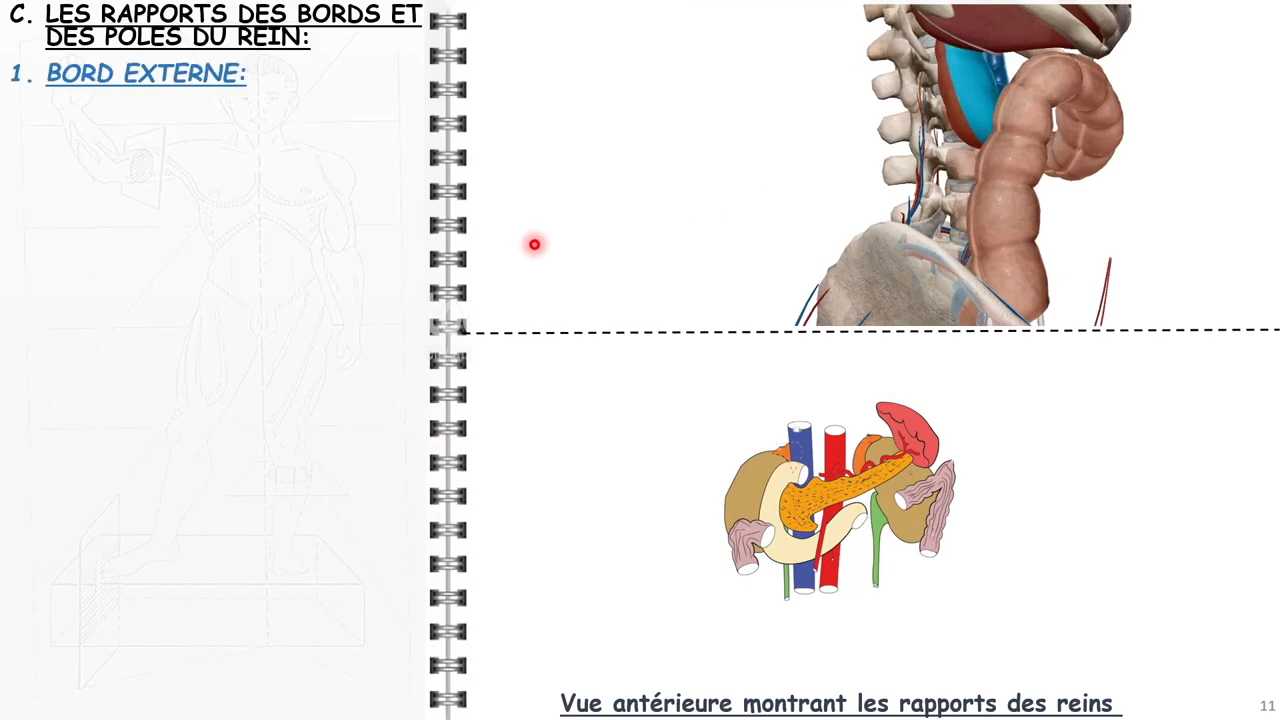 C. LES RAPPORTS DES BORDS ET
DES POLES DU REIN:
1. BORD EXTERNE:
Vue antérieure montrant les rapports des reins
11